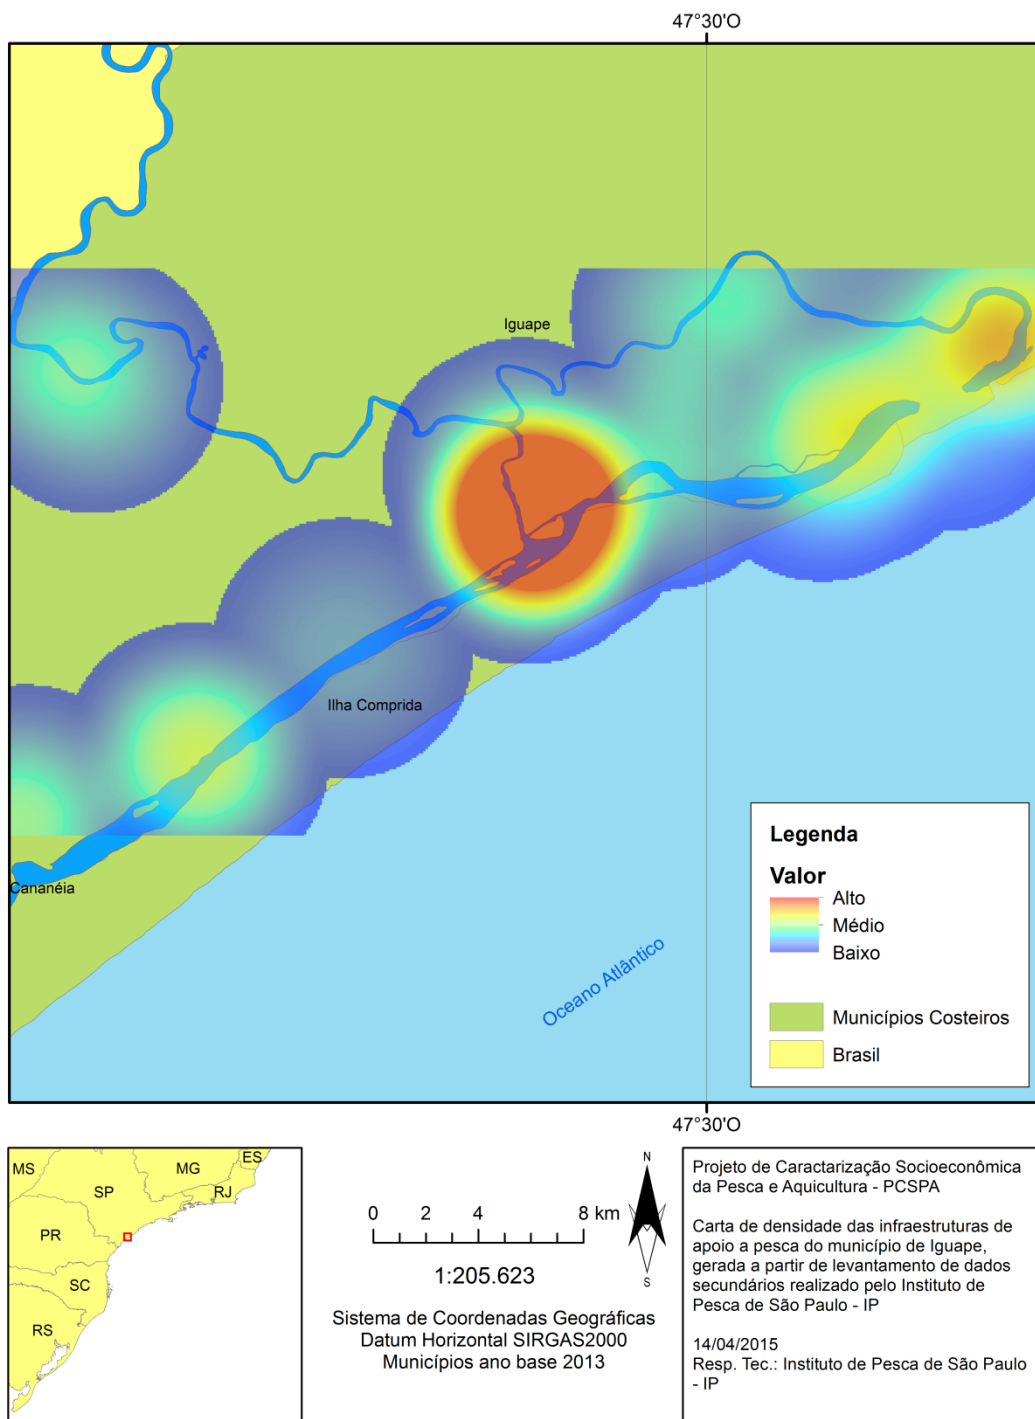 47°30'O
Iguape
Ilha Comprida
Cananéia
Oceano Atlântico
Legenda
Valor
Alto
Médio
Baixo
Municípios Costeiros
Brasil
47°30'O
MS
MG
ES
SP
RJ
PR
SC
RS
0 2 4 8 km
1:205.623
Sistema de Coordenadas Geográficas
Datum Horizontal SIRGAS2000
Municípios ano base 2013
N
S
Projeto de Caractarização Socioeconômica
da Pesca e Aquicultura - PCSPA
Carta de densidade das infraestruturas de
apoio a pesca do município de Iguape,
gerada a partir de levantamento de dados
secundários realizado pelo Instituto de
Pesca de São Paulo - IP
14/04/2015
Resp. Tec.: Instituto de Pesca de São Paulo
- IP